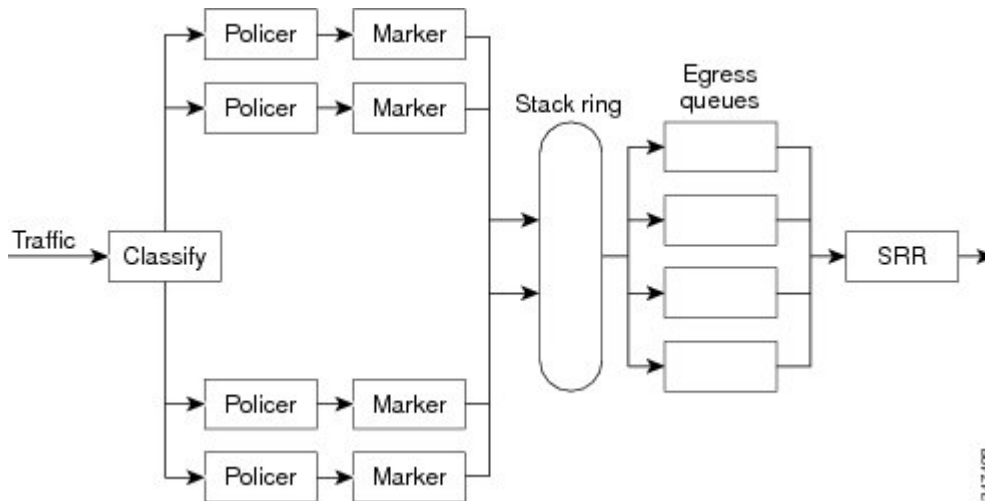 Policer
Marker
Policer
Marker
Stack ring
Egress
queues
Traffic
Classify
SRR
Policer
Marker
Policer
Marker